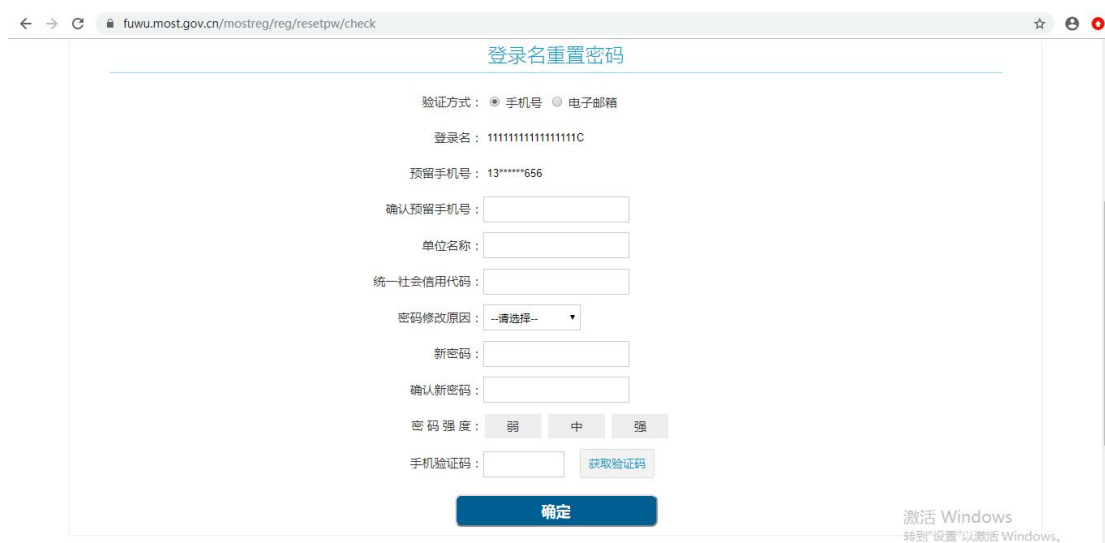 fuwu.most.gov.cn/mostreg/reg/resetpw/check
登录名重置密码
验证方式： 手机号 电子邮箱
登录名： 11111111111111111C
预留手机号： 13******656
确认预留手机号：
单位名称：
统一社会信用代码：
密码修改原因： --请选择--
新密码：
确认新密码：
密 码 强 度： 弱 中 强
手机验证码： 获取验证码
确定
激活 Windows
转到"设置"以激活 Windows。